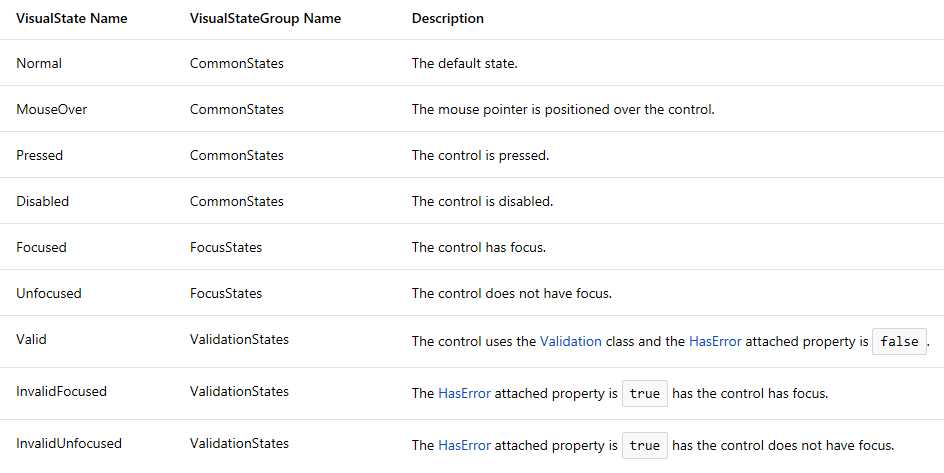 VisualState Name VisualStateGroup Name Description
Normal CommonStates The default state.
MouseOver CommonStates The mouse pointer is positioned over the control.
Pressed CommonStates The control is pressed.
Disabled CommonStates The control is disabled.
Focused FocusStates The control has focus.
Unfocused FocusStates The control does not have focus.
Valid ValidationStates The control uses the Validation class and the HasError attached property is false.
InvalidFocused ValidationStates The HasError attached property is true has the control has focus.
InvalidUnfocused ValidationStates The HasError attached property is true has the control does not have focus.